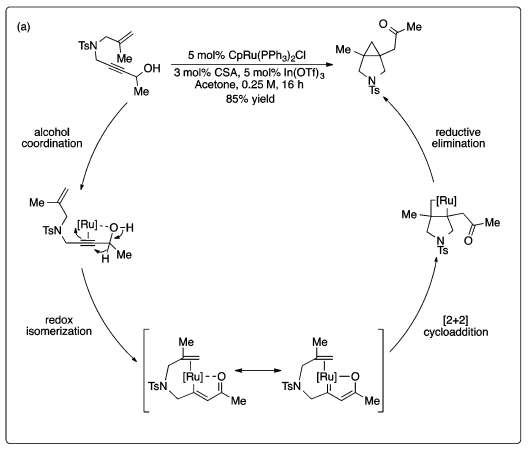 (a)
TsN
Me
OH
Me
5 mol% CpRu(PPh3)2Cl
3 mol% CSA, 5 mol% In(OTf)3
Acetone, 0.25 M, 16 h
85% yield
O
Me
N
Ts
alcohol
coordination
reductive
elimination
Me
TsN
[Ru]
O-H
H
Me
[Ru]
Me
Me
N
Ts
O
redox
isomerization
[2+2]
cycloaddition
Me
[Ru]
O
TsN
Me
Me
[Ru]
O
TsN
Me